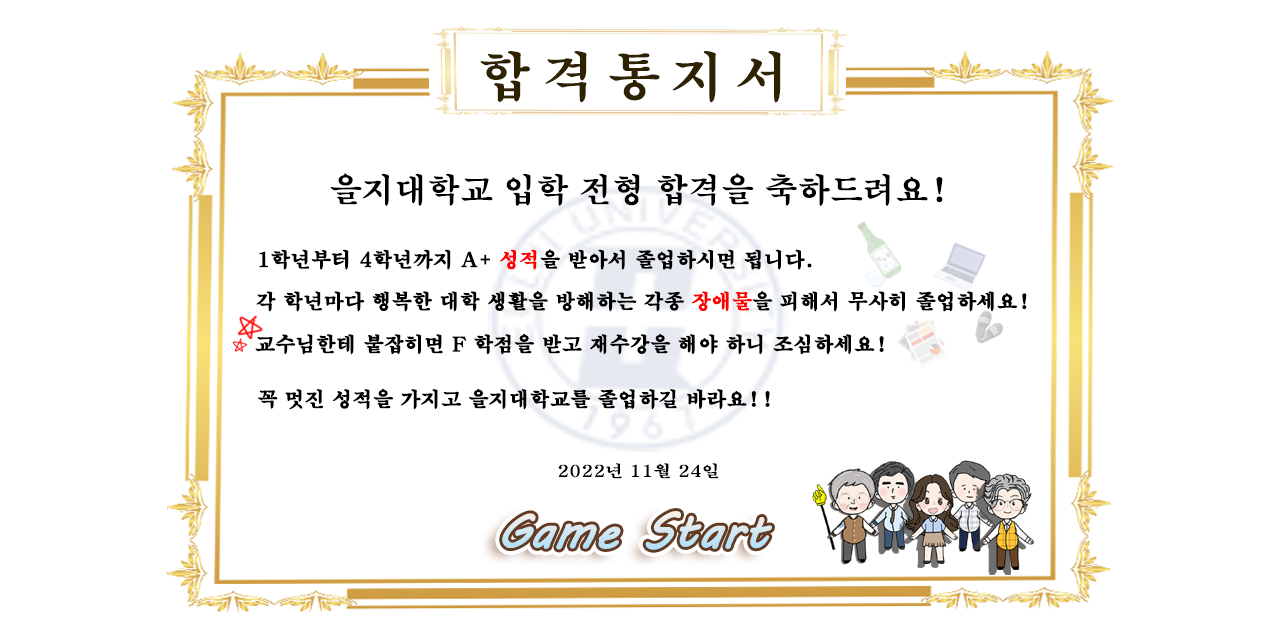 합격통지서
을지대학교 입학 전형 합격을 축하드려요!
1학년부터 4학년까지 A+ 성적을 받아서 졸업하시면 됩니다.
각 학년마다 행복한 대학 생활을 방해하는 각종 장애물을 피해서 무사히 졸업하세요!
교수님한테 붙잡히면 F 학점을 받고 재수강을 해야 하니 조심하세요!
꼭 멋진 성적을 가지고 을지대학교를 졸업하길 바라요!!
EULJI UNIVERSITY
1967
2022년 11월 24일
Game Start